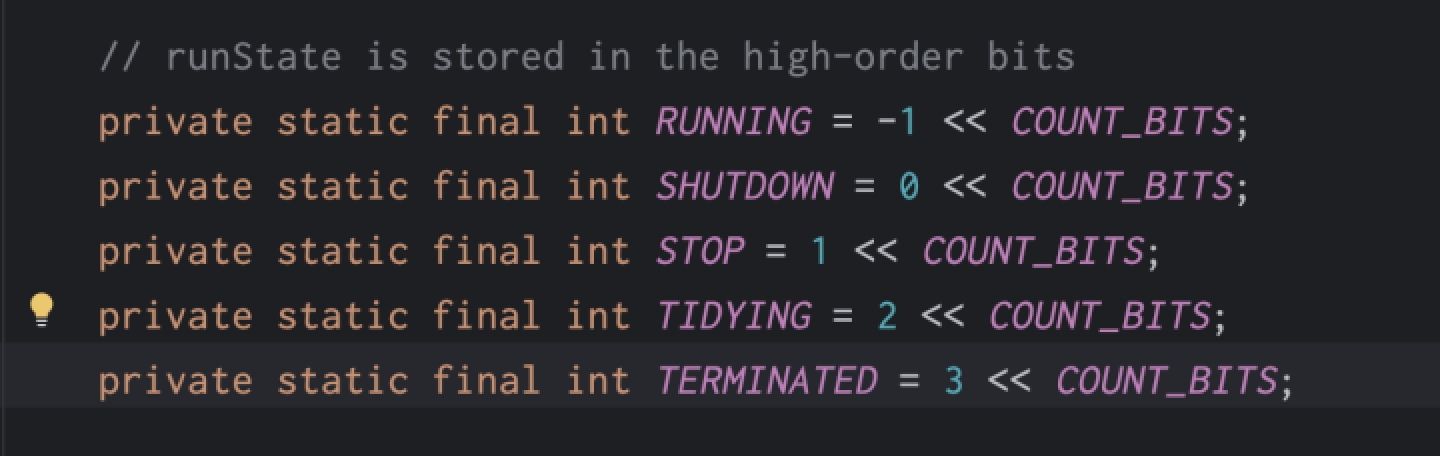 // runState is stored in the high-order bits
private static final int RUNNING = -1 << COUNT_BITS;
private static final int SHUTDOWN = 0 << COUNT_BITS;
private static final int STOP = 1 << COUNT_BITS;
private static final int TIDYING = 2 << COUNT_BITS;
private static final int TERMINATED = 3 << COUNT_BITS;